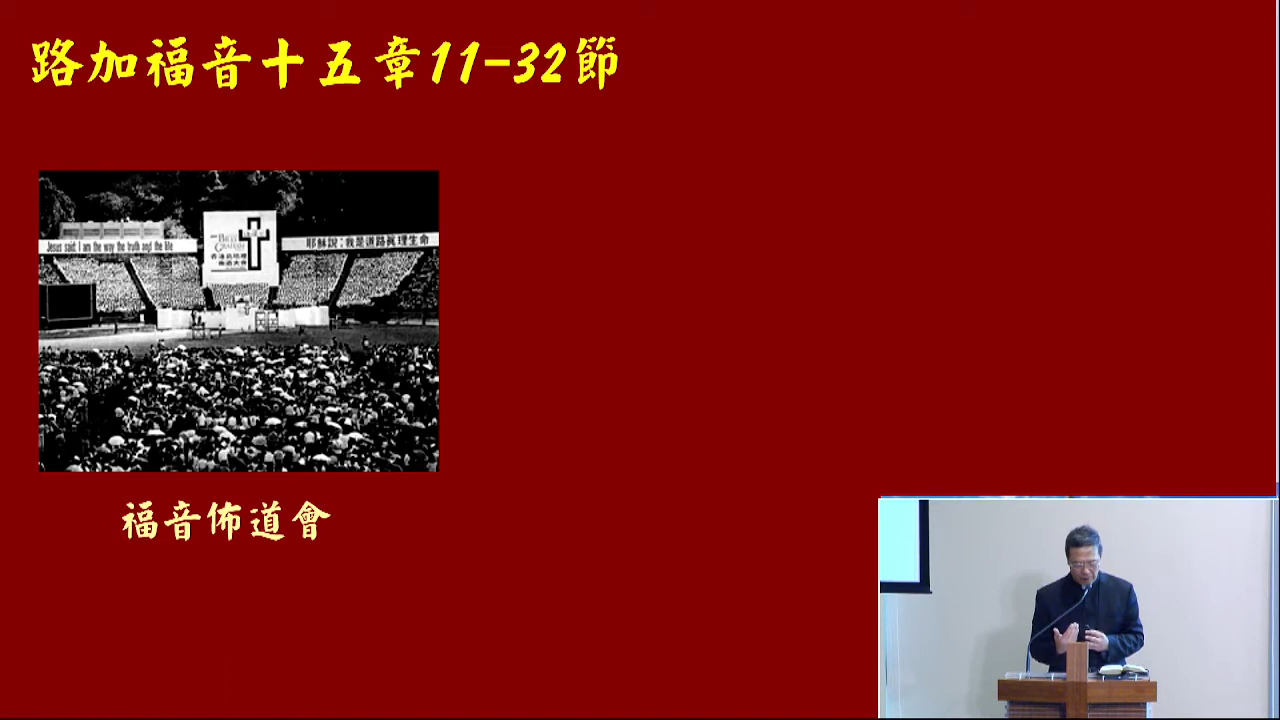 路加福音十五章11-32節
Jesus said: I am the way the truth and the life
BILLY
GRAHAM
耶穌說：我是道路真理生命
福音佈道會